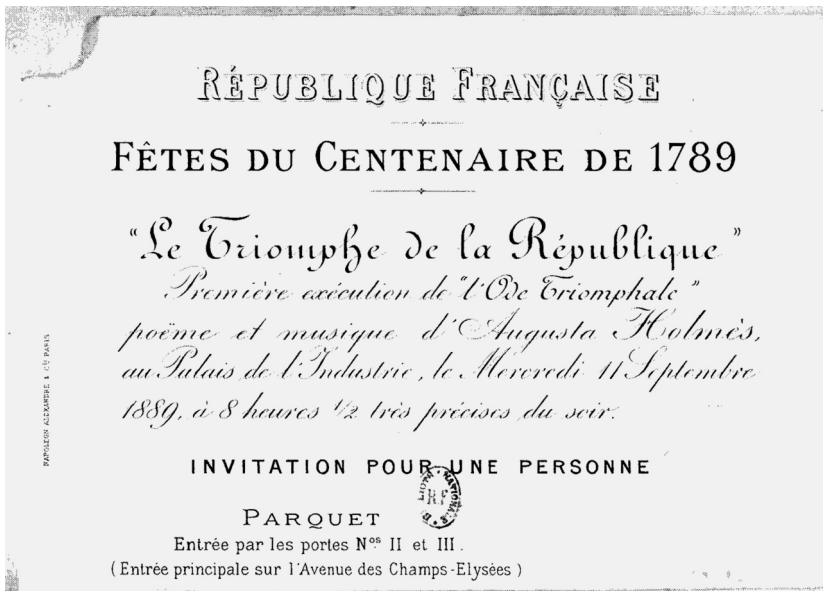 RÉPUBLIQUE FRANÇAISE
FÊTES DU CENTENAIRE DE 1789
"Le Triomphe de la République"
Première exécution de "l'Ode Triomphale"
poëme et musique d'Augusta Holmès,
au Palais de l'Industrie, le Mercredi 11 Septembre
1889, à 8 heures 1/2 très précises du soir.
INVITATION POUR UNE PERSONNE
PARQUET
Entrée par les portes Nos II et III.
(Entrée principale sur l'Avenue des Champs-Elysées)
NAPOLÉON ALEXANDRE & Cie PARIS
R.F